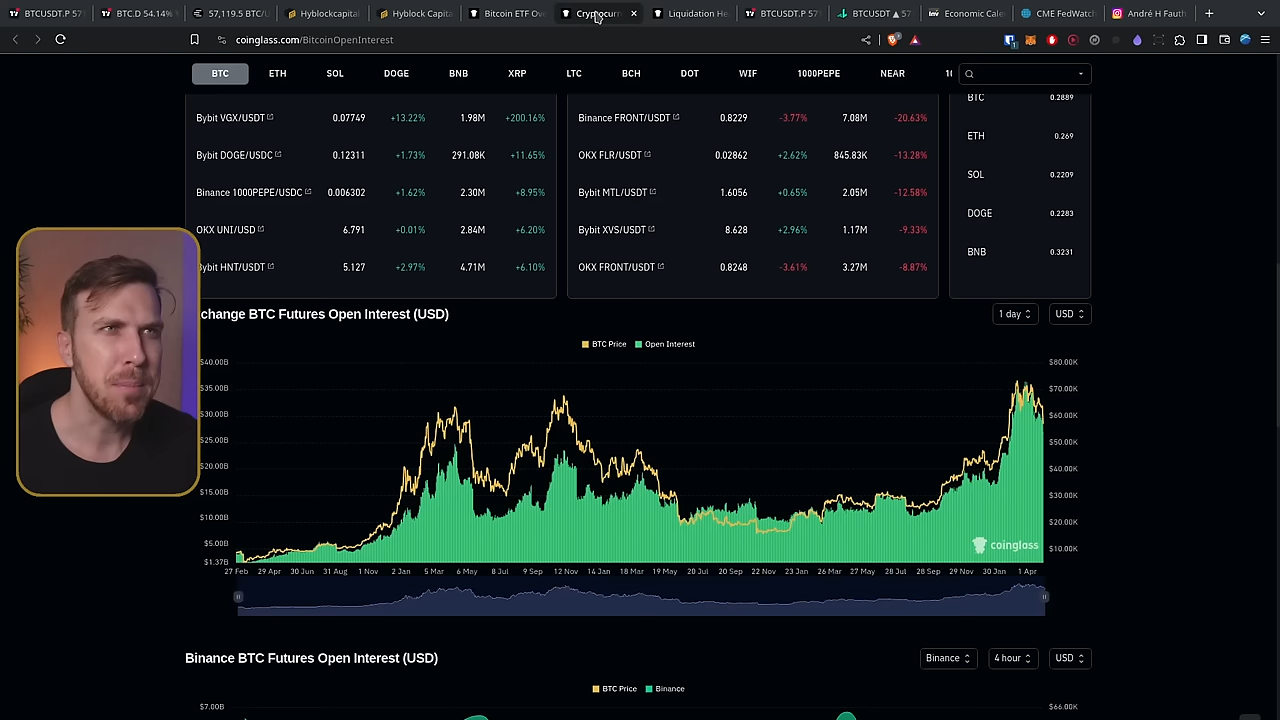 BTCUSDT.P 57
BTC.D 54.14%
57,119.5 BTC/U
Hyblockcapital
Hyblock Capita
Bitcoin ETF Ov
Cryptocurr
Liquidation He
BTCUSDT.P 57
BTCUSDT ▲ 57
Economic Cale
CME FedWatch
André H Fauth
coinglass.com/BitcoinOpenInterest
BTC ETH SOL DOGE BNB XRP LTC BCH DOT WIF 1000PEPE NEAR
Bybit VGX/USDT 0.07749 +13.22% 1.98M +200.16%
Bybit DOGE/USDC 0.12311 +1.73% 291.08K +11.65%
Binance 1000PEPE/USDC 0.006302 +1.62% 2.30M +8.95%
OKX UNI/USD 6.791 +0.01% 2.84M +6.20%
Bybit HNT/USDT 5.127 +2.97% 4.71M +6.10%
Binance FRONT/USDT 0.8229 -3.77% 7.08M -20.63%
OKX FLR/USDT 0.02862 +2.62% 845.83K -13.28%
Bybit MTL/USDT 1.6056 +0.65% 2.05M -12.58%
Bybit XVS/USDT 8.628 +2.96% 1.17M -9.33%
OKX FRONT/USDT 0.8248 -3.61% 3.27M -8.87%
BTC 0.2889
ETH 0.269
SOL 0.2209
DOGE 0.2283
BNB 0.3231
change BTC Futures Open Interest (USD)
1 day USD
BTC Price Open Interest
$40.00B
$35.00B
$30.00B
$25.00B
$20.00B
$15.00B
$10.00B
$5.00B
$1.37B
$80.00K
$70.00K
$60.00K
$50.00K
$40.00K
$30.00K
$20.00K
$10.00K
coinglass
27 Feb 29 Apr 30 Jun 31 Aug 1 Nov 2 Jan 5 Mar 6 May 8 Jul 9 Sep 12 Nov 14 Jan 18 Mar 19 May 20 Jul 20 Sep 22 Nov 23 Jan 26 Mar 27 May 28 Jul 28 Sep 29 Nov 30 Jan 1 Apr
Binance BTC Futures Open Interest (USD)
Binance 4 hour USD
BTC Price Binance
$7.00B
$66.00K